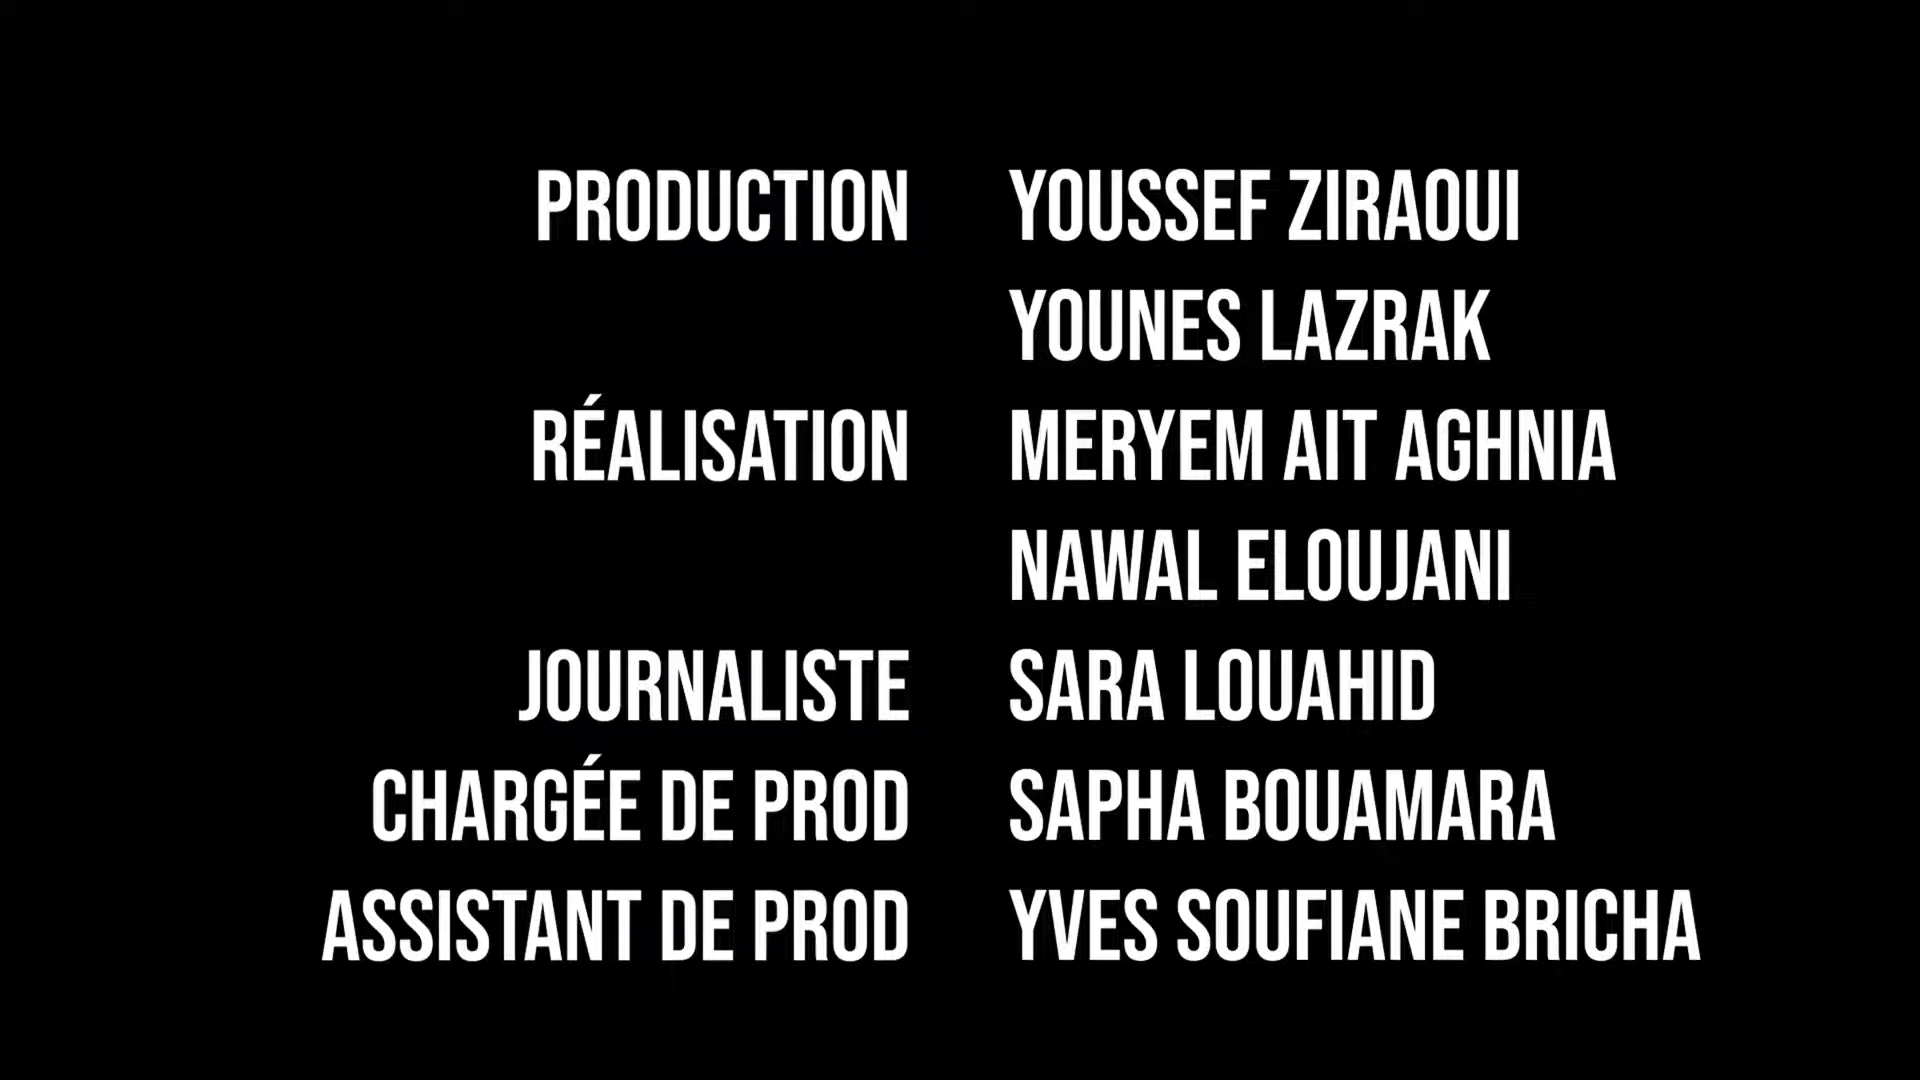 PRODUCTION YOUSSEF ZIRAOUI
YOUNES LAZRAK
RÉALISATION MERYEM AIT AGHNIA
NAWAL ELOUJANI
JOURNALISTE SARA LOUAHID
CHARGÉE DE PROD SAPHA BOUAMARA
ASSISTANT DE PROD YVES SOUFIANE BRICHA